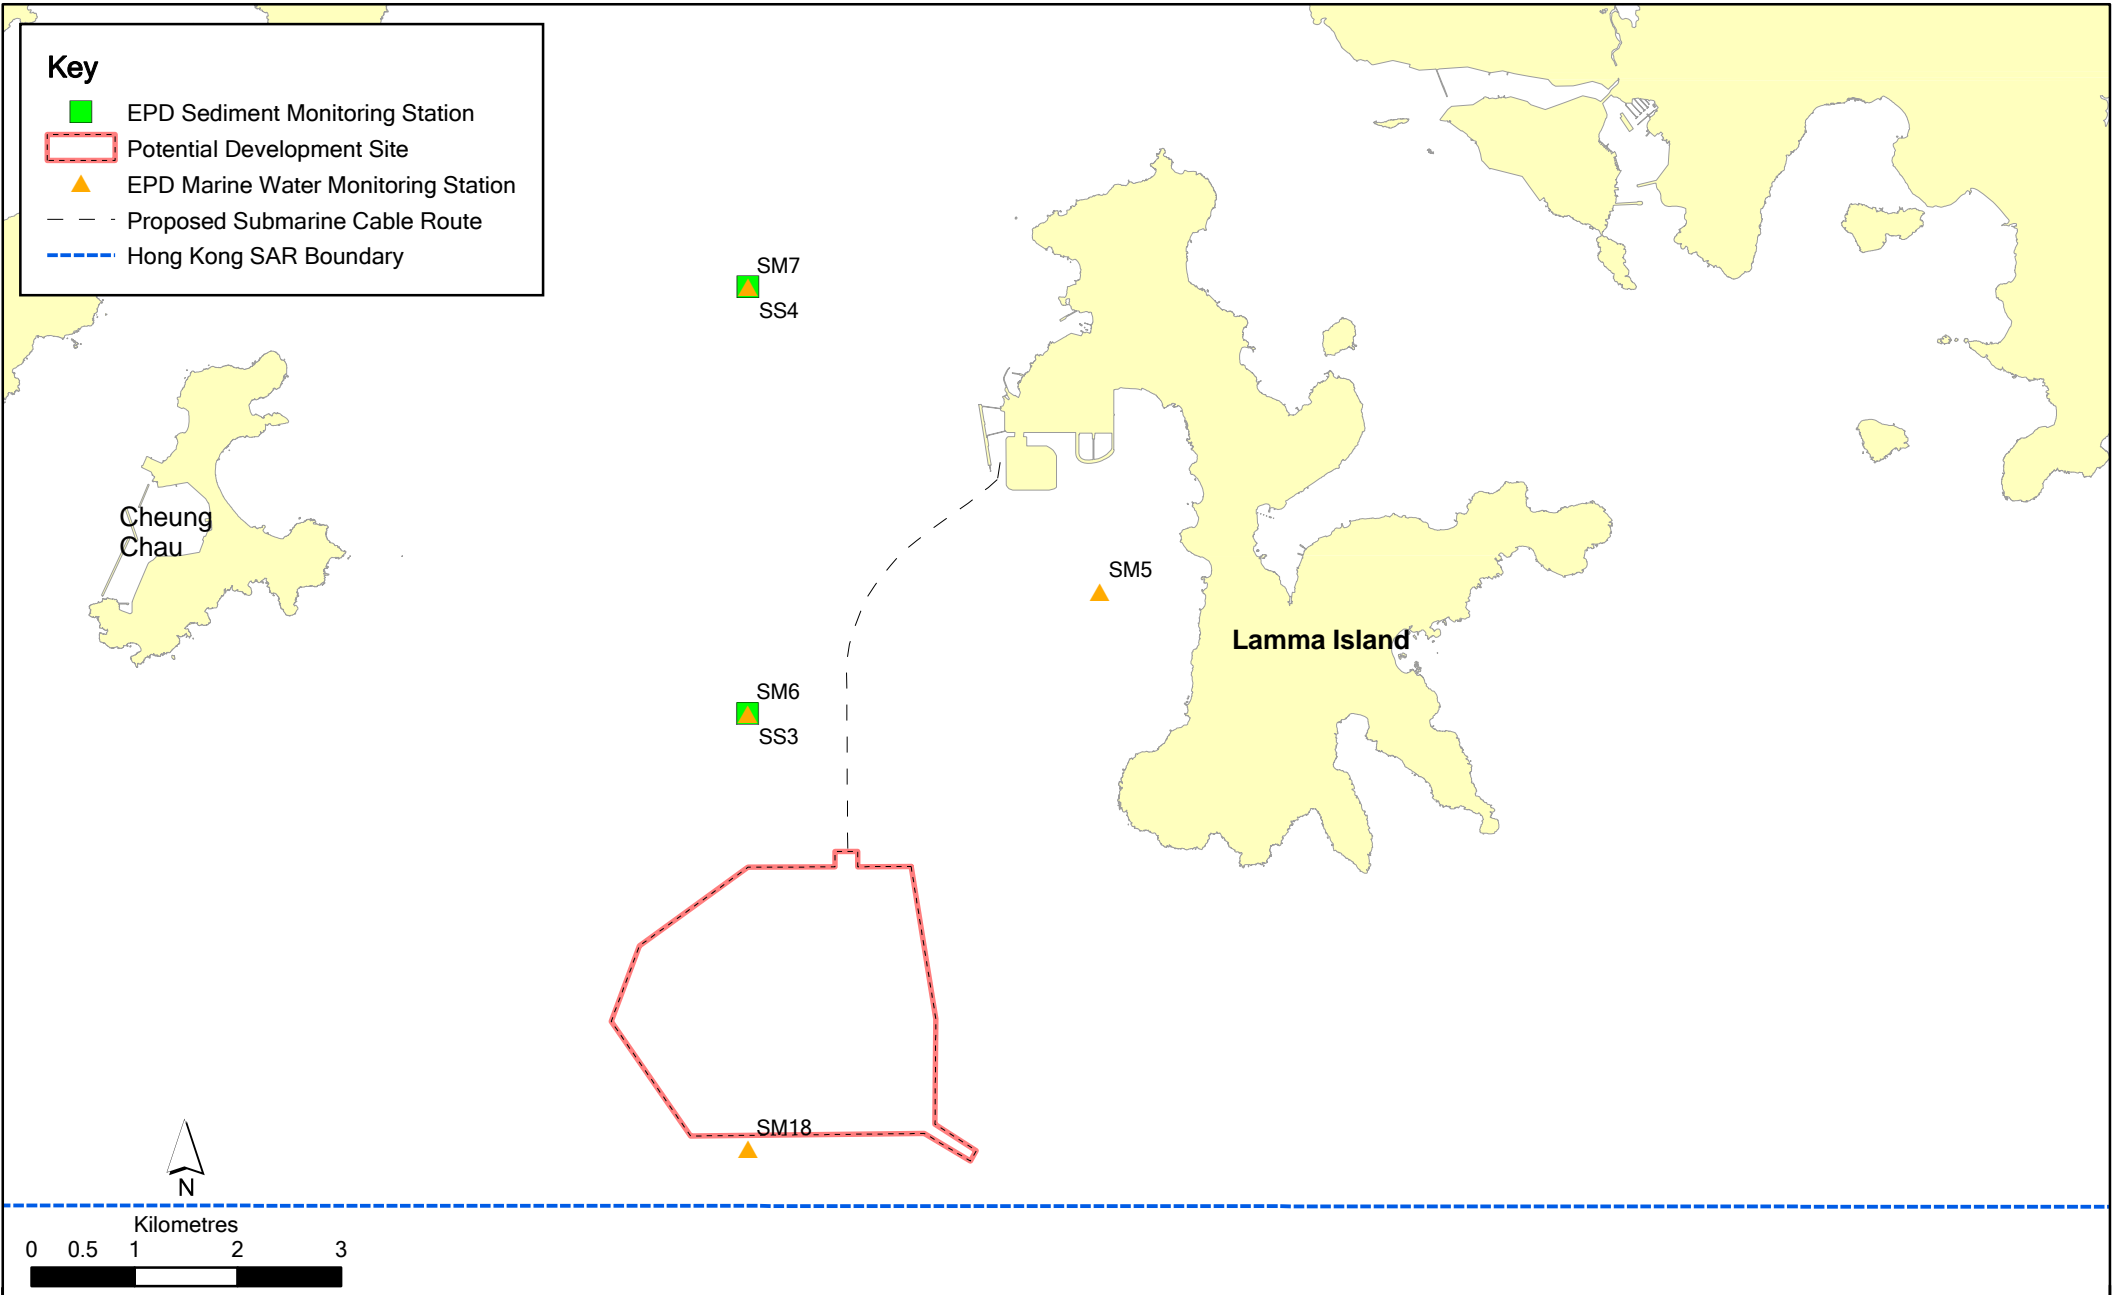 Key
EPD Sediment Monitoring Station
Potential Development Site
EPD Marine Water Monitoring Station
Proposed Submarine Cable Route
Hong Kong SAR Boundary
SM7
SS4
Cheung
Chau
SM5
Lamma Island
SM6
SS3
SM18
N
Kilometres
0 0.5 1 2 3